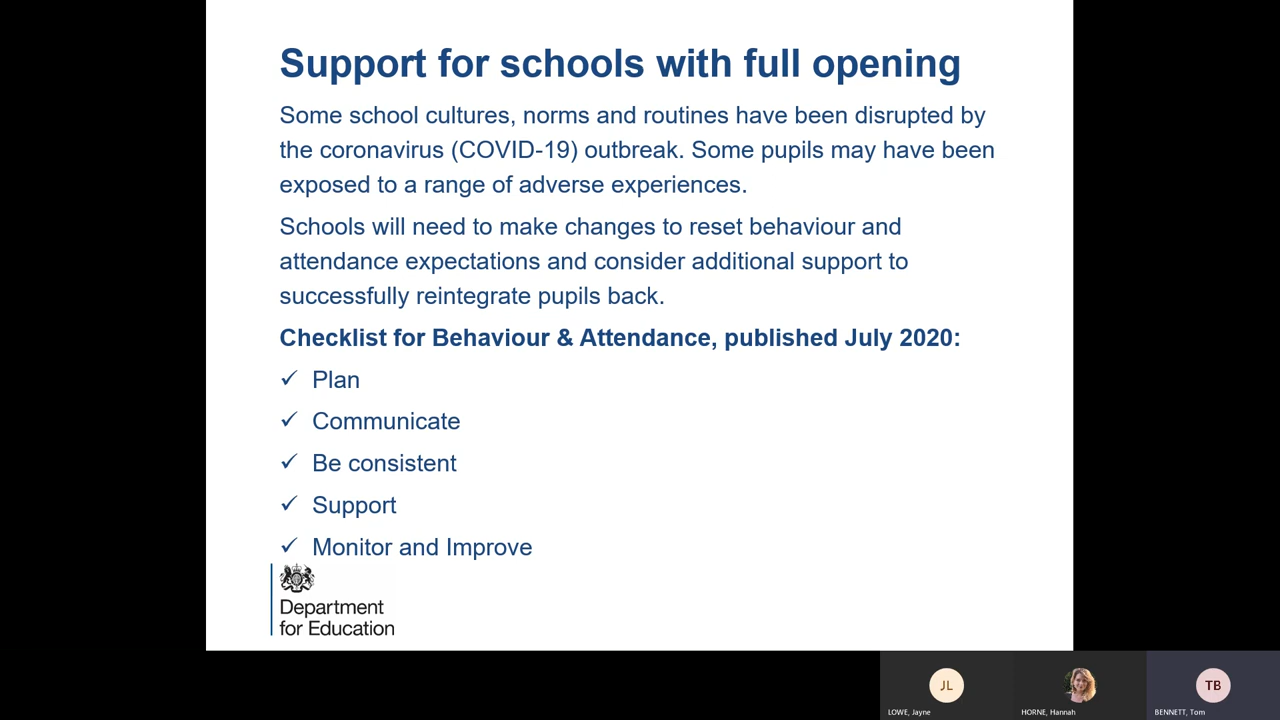 Support for schools with full opening
Some school cultures, norms and routines have been disrupted by
the coronavirus (COVID-19) outbreak. Some pupils may have been
exposed to a range of adverse experiences.
Schools will need to make changes to reset behaviour and
attendance expectations and consider additional support to
successfully reintegrate pupils back.
Checklist for Behaviour & Attendance, published July 2020:
✓ Plan
✓ Communicate
✓ Be consistent
✓ Support
✓ Monitor and Improve
Department
for Education
JL
TB
LOWE, Jayne
HORNE, Hannah
BENNETT, Tom